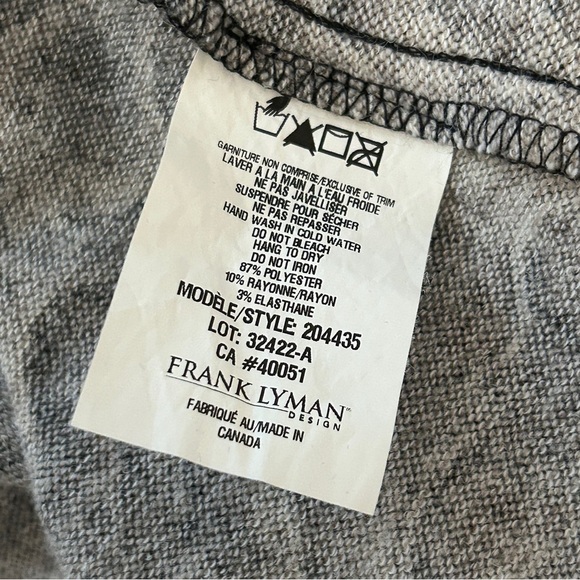 GARNITURE NON COMPRISE/EXCLUSIVE OF TRIM
LAVER A LA MAIN A L'EAU FROIDE
NE PAS JAVELLISER
SUSPENDRE POUR SÉCHER
NE PAS REPASSER
HAND WASH IN COLD WATER
DO NOT BLEACH
HANG TO DRY
DO NOT IRON
87% POLYESTER
10% RAYONNE/RAYON
3% ELASTHANE
MODÈLE/STYLE: 204435
LOT: 32422-A
CA #40051
FRANK LYMAN™
DESIGN
FABRIQUÉ AU/MADE IN
CANADA